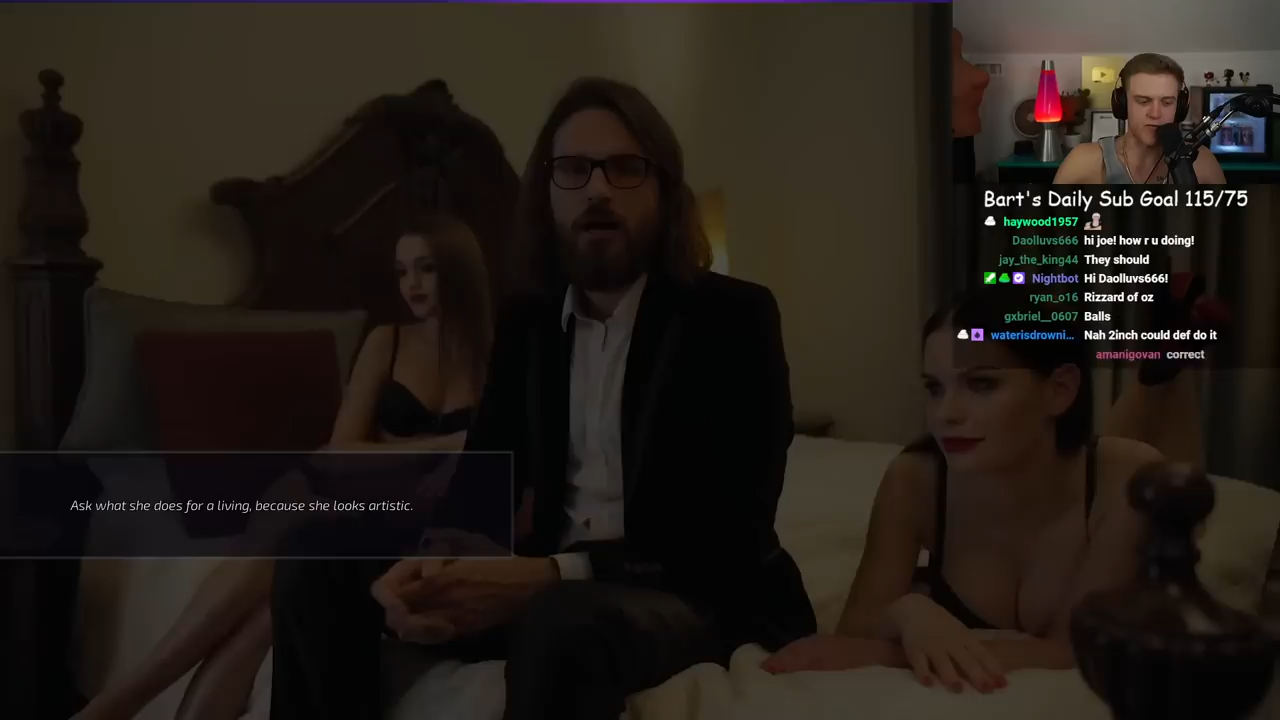 Bart's Daily Sub Goal 115/75
haywood1957
Daolluvs666 hi joe! how r u doing!
jay_the_king44 They should
Nightbot Hi Daolluvs666!
ryan_o16 Rizzard of oz
gxbriel__0607 Balls
waterisdrowni... Nah 2inch could def do it
amanigovan correct
Ask what she does for a living, because she looks artistic.